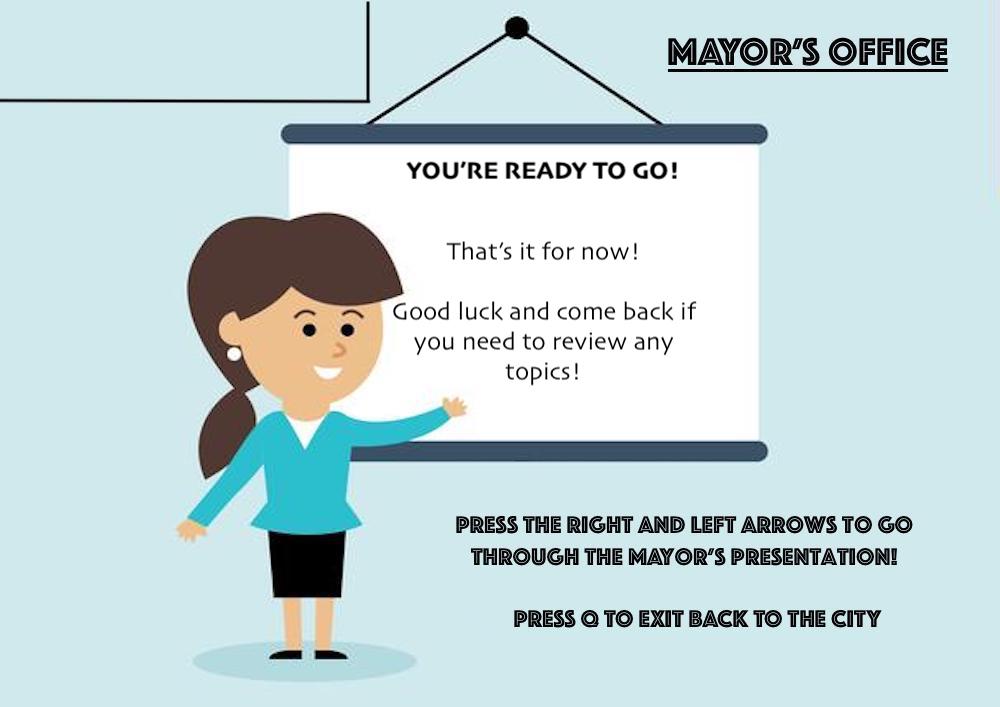 MAYOR'S OFFICE
YOU'RE READY TO GO!
That's it for now!
Good luck and come back if
you need to review any
topics!
PRESS THE RIGHT AND LEFT ARROWS TO GO
THROUGH THE MAYOR'S PRESENTATION!
PRESS Q TO EXIT BACK TO THE CITY